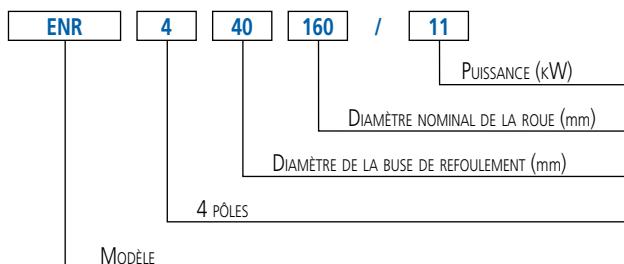 ENR 4 40 160 / 11
Puissance (kW)
Diamètre nominal de la roue (mm)
Diamètre de la buse de refoulement (mm)
4 pôles
Modèle